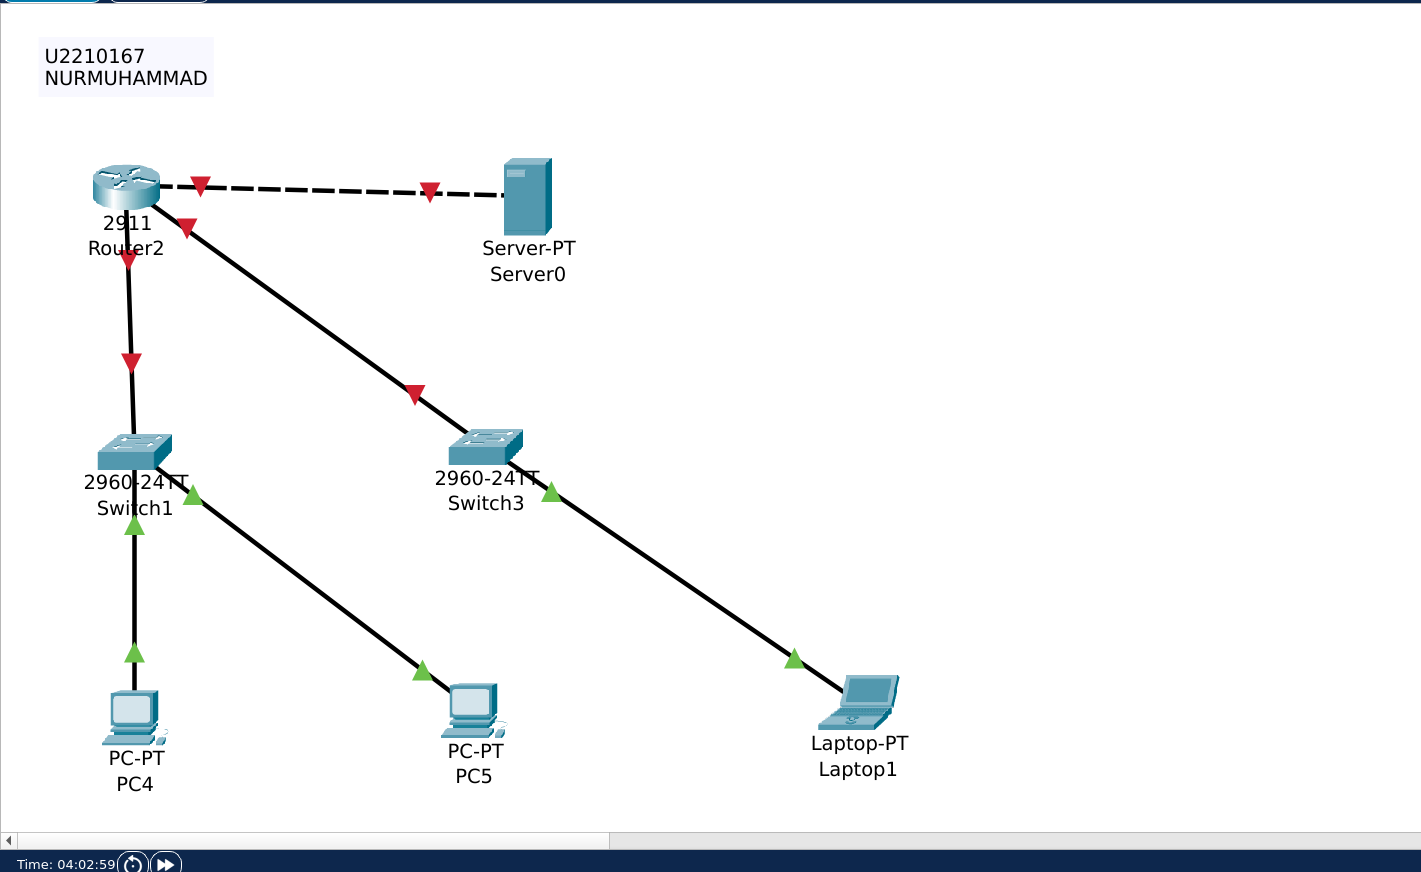 U2210167
NURMUHAMMAD
2911
Router2
Server-PT
Server0
2960-24TT
Switch1
2960-24TT
Switch3
PC-PT
PC4
PC-PT
PC5
Laptop-PT
Laptop1
Time: 04:02:59